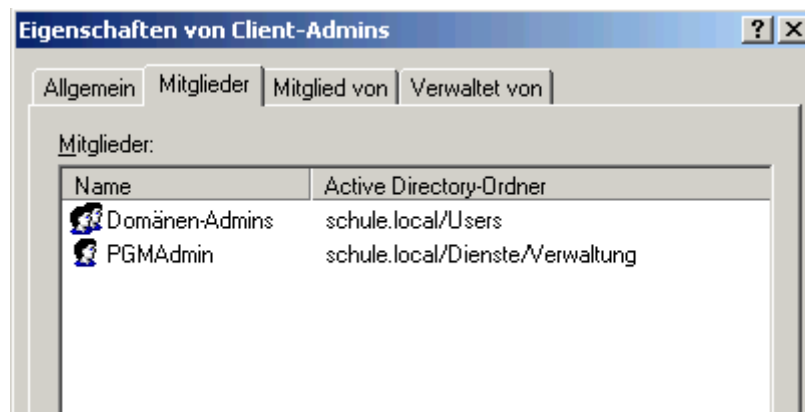 Eigenschaften von Client-Admins
Allgemein Mitglieder Mitglied von Verwaltet von
Mitglieder:
Name Active Directory-Ordner
Domänen-Admins schule.local/Users
PGMAdmin schule.local/Dienste/Verwaltung